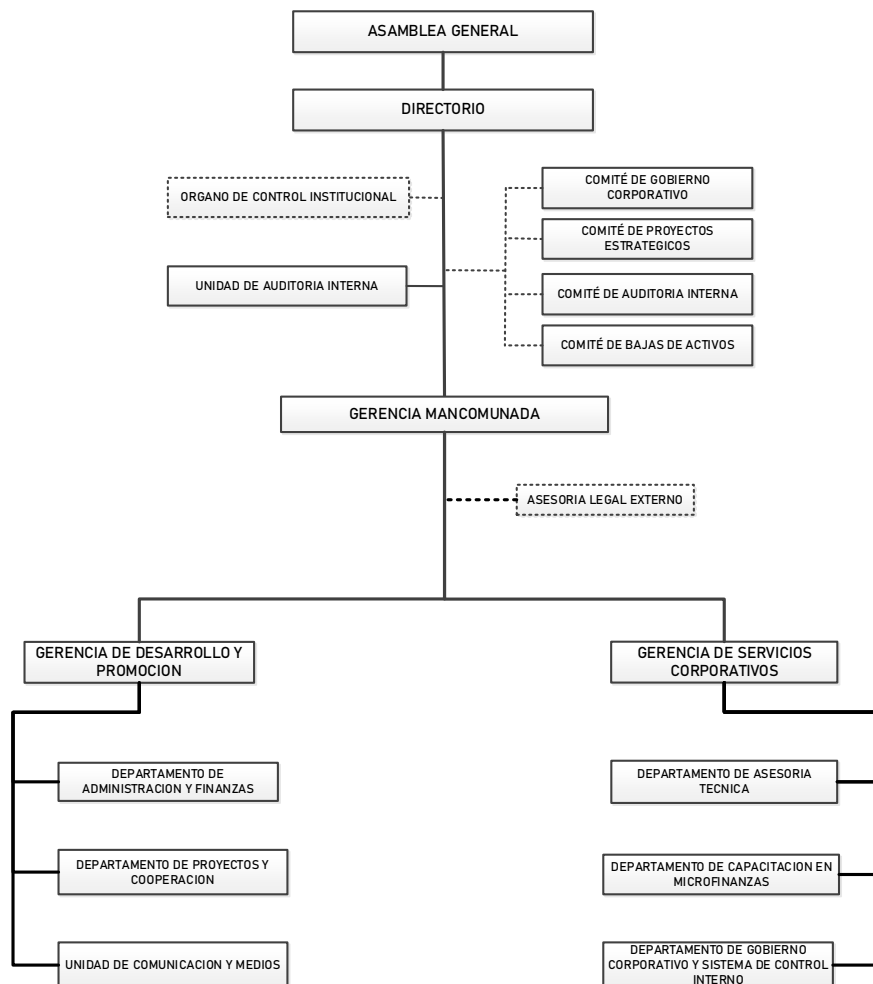 ASAMBLEA GENERAL
DIRECTORIO
ORGANO DE CONTROL INSTITUCIONAL
COMITÉ DE GOBIERNO
CORPORATIVO
COMITÉ DE PROYECTOS
ESTRATEGICOS
UNIDAD DE AUDITORIA INTERNA
COMITÉ DE AUDITORIA INTERNA
COMITÉ DE BAJAS DE ACTIVOS
GERENCIA MANCOMUNADA
ASESORIA LEGAL EXTERNO
GERENCIA DE DESARROLLO Y
PROMOCION
GERENCIA DE SERVICIOS
CORPORATIVOS
DEPARTAMENTO DE
ADMINISTRACION Y FINANZAS
DEPARTAMENTO DE ASESORIA
TECNICA
DEPARTAMENTO DE PROYECTOS Y
COOPERACION
DEPARTAMENTO DE CAPACITACION EN
MICROFINANZAS
UNIDAD DE COMUNICACION Y MEDIOS
DEPARTAMENTO DE GOBIERNO
CORPORATIVO Y SISTEMA DE CONTROL
INTERNO